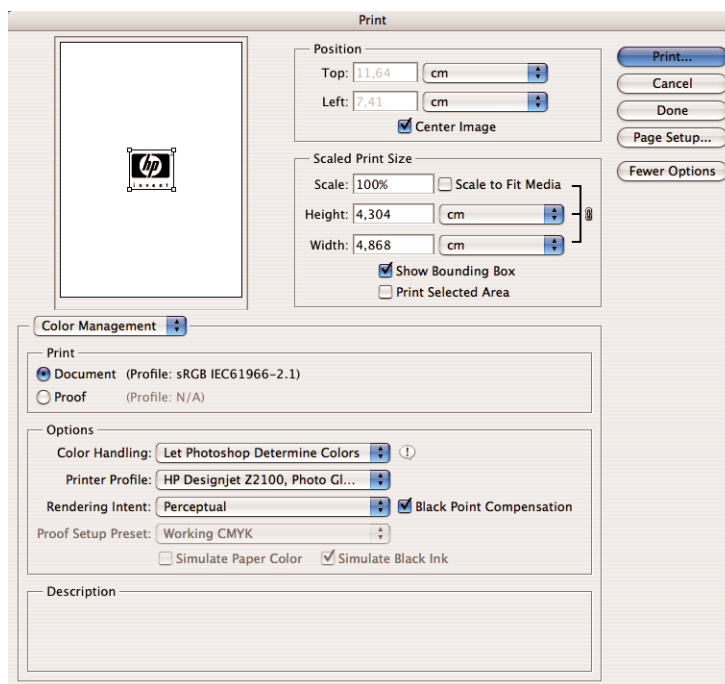 Print
hp
invent
Position
Top: 11,64 cm
Left: 7,41 cm
Center Image
Scaled Print Size
Scale: 100% Scale to Fit Media
Height: 4,304 cm
Width: 4,868 cm
Show Bounding Box
Print Selected Area
Print...
Cancel
Done
Page Setup...
Fewer Options
Color Management
Print
Document (Profile: sRGB IEC61966-2.1)
Proof (Profile: N/A)
Options
Color Handling: Let Photoshop Determine Colors
Printer Profile: HP Designjet Z2100, Photo Gl...
Rendering Intent: Perceptual Black Point Compensation
Proof Setup Preset: Working CMYK
Simulate Paper Color Simulate Black Ink
Description